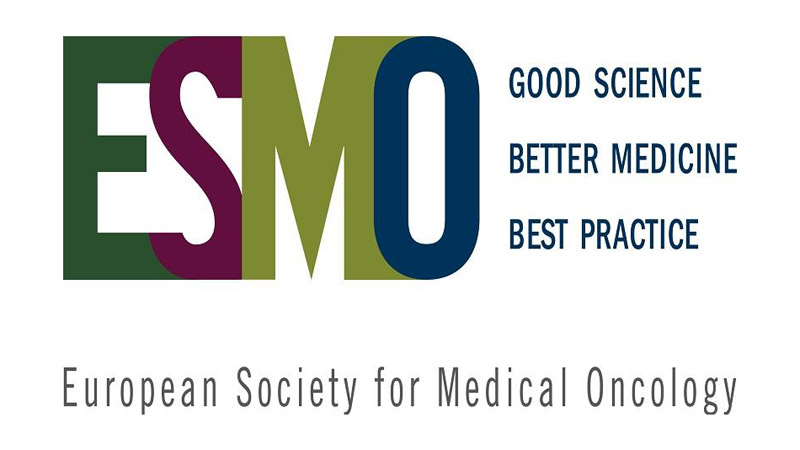 ESMO
GOOD SCIENCE
BETTER MEDICINE
BEST PRACTICE
European Society for Medical Oncology